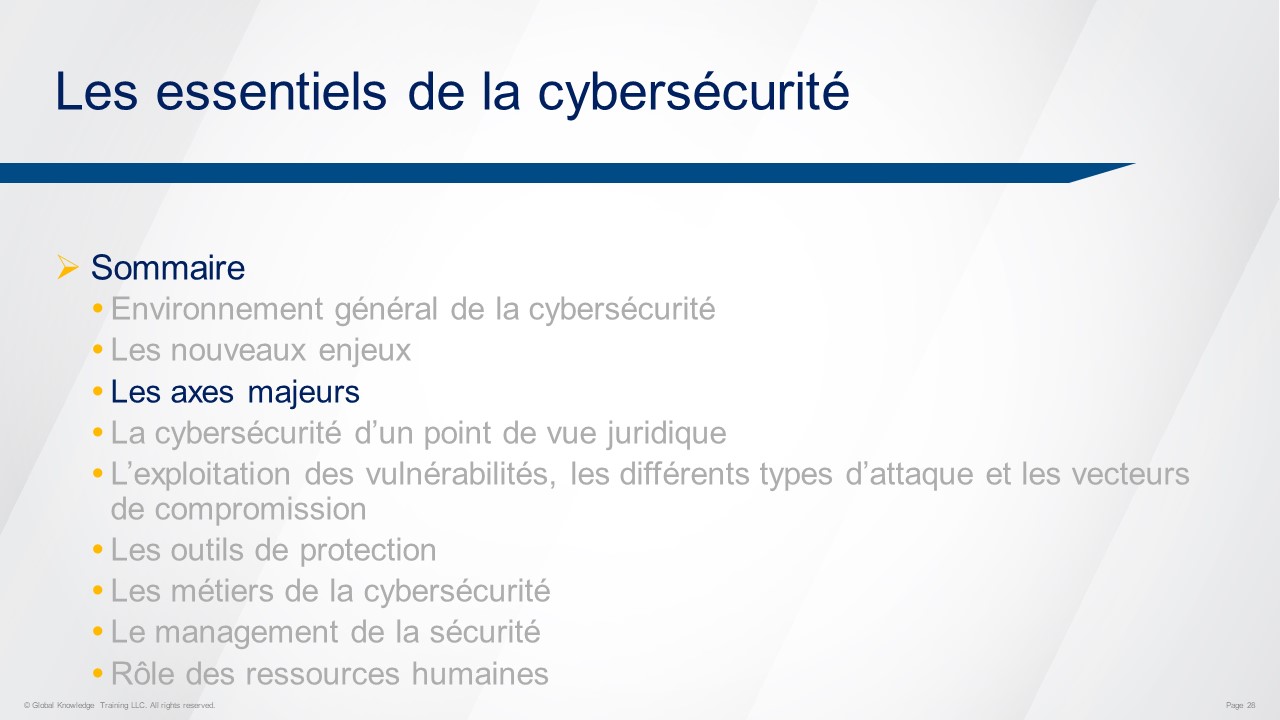 Les essentiels de la cybersécurité
Sommaire
Environnement général de la cybersécurité
Les nouveaux enjeux
Les axes majeurs
La cybersécurité d’un point de vue juridique
L’exploitation des vulnérabilités, les différents types d’attaque et les vecteurs
de compromission
Les outils de protection
Les métiers de la cybersécurité
Le management de la sécurité
Rôle des ressources humaines
© Global Knowledge Training LLC. All rights reserved.
Page 28